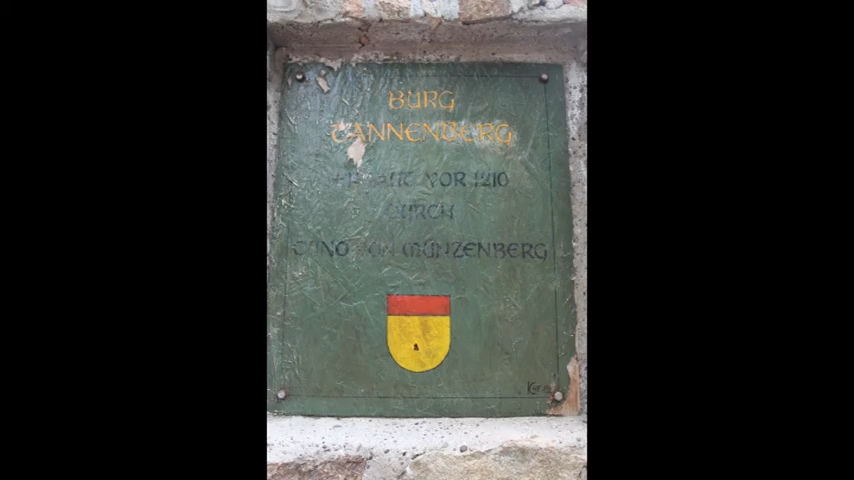 BURG
TANNENBERG
VOR 1210
DURCH
CUNO VON MÜNZENBERG